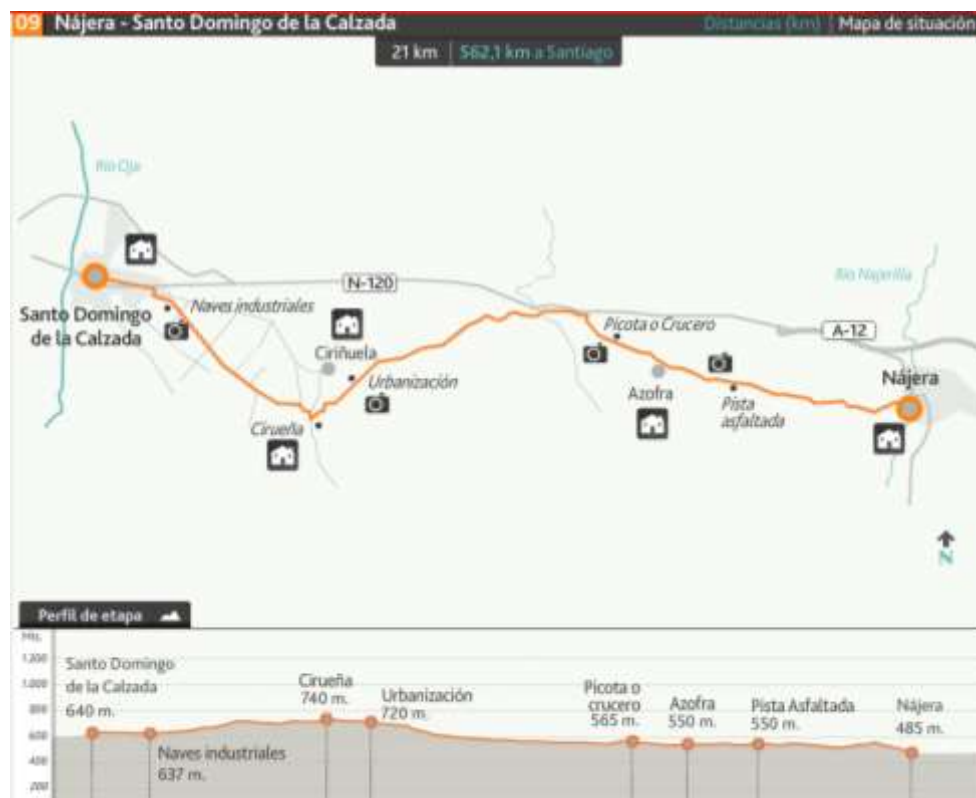 09 Nájera - Santo Domingo de la Calzada
Distancias (km) | Mapa de situación
21 km | 562,1 km a Santiago
Río Oja
N-120
Naves industriales
Santo Domingo
de la Calzada
Ciriñuela
Urbanización
Cirueña
Picota o Crucero
Azofra
Pista
asfaltada
Río Najerilla
A-12
Nájera
N
Perfil de etapa
Mts.
1.200
1.000
800
600
400
200
Santo Domingo
de la Calzada
640 m.
Naves industriales
637 m.
Cirueña
740 m.
Urbanización
720 m.
Picota o
crucero
565 m.
Azofra
550 m.
Pista Asfaltada
550 m.
Nájera
485 m.